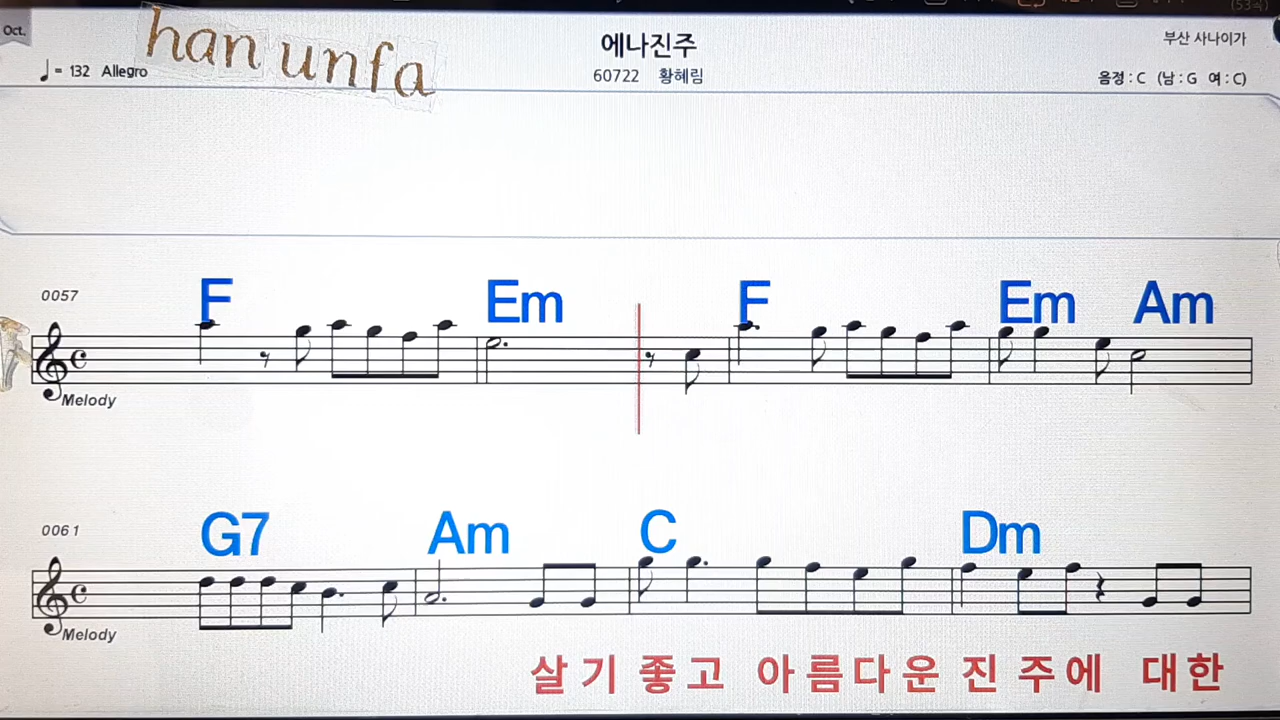 Oct.
han unfa
에나진주
부산 사나이가
♩= 132 Allegro
60722 황혜림
음정 : C (남 : G 여 : C)
0057
F Em F Em Am
Melody
0061
G7 Am C Dm
Melody
살기 좋고 아름다운 진주에 대한